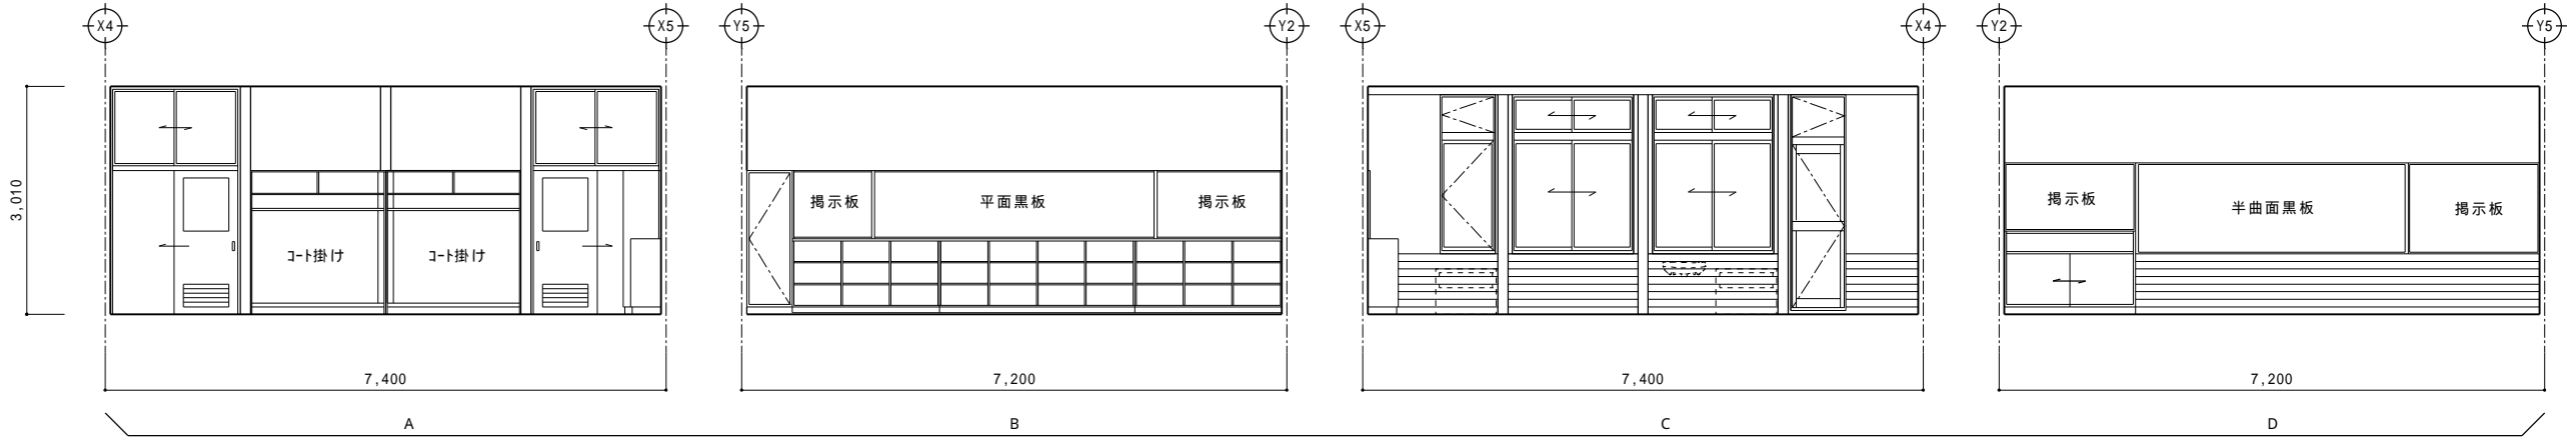 X4 X5 Y5 Y2 X5 X4 Y2 Y5
3,010
掲示板 平面黒板 掲示板
掲示板 半曲面黒板 掲示板
コート掛け コート掛け
7,400 7,200 7,400 7,200
A B C D